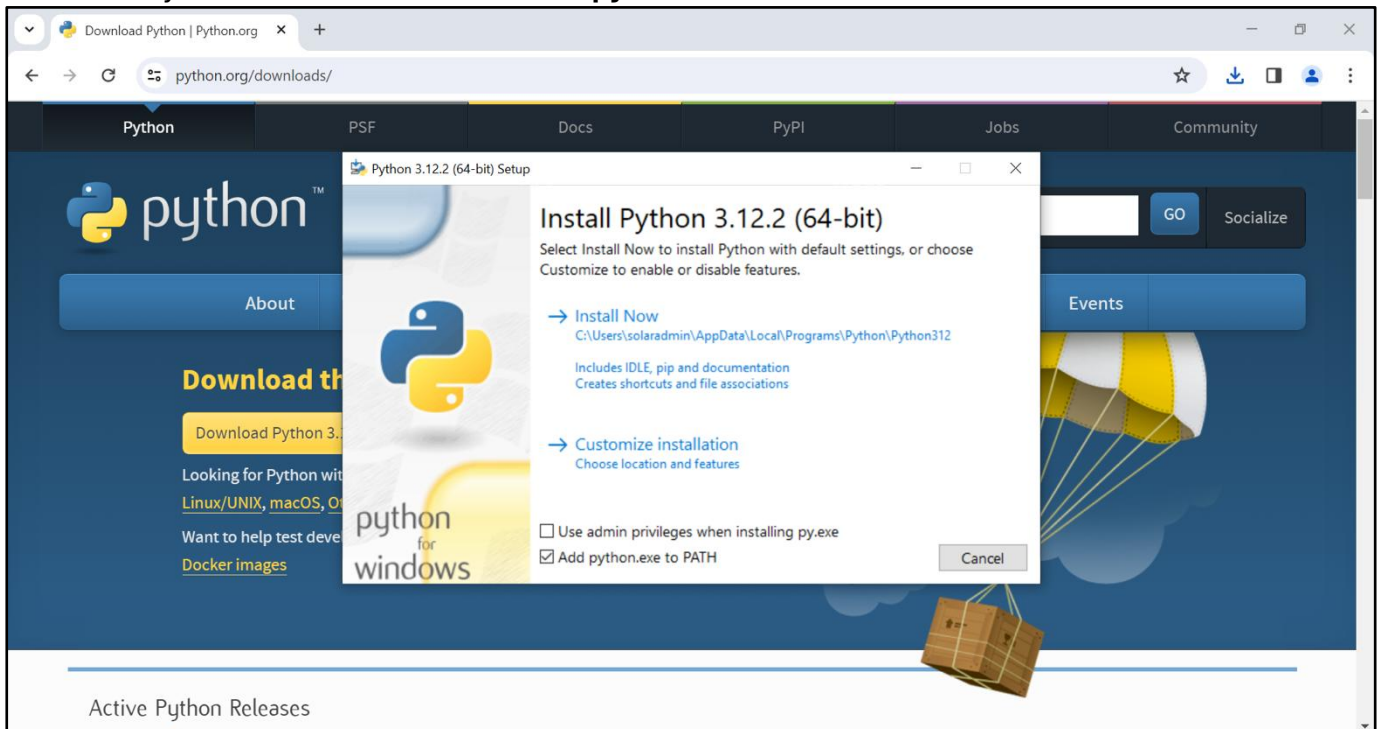 py
Download Python | Python.org
python.org/downloads/
Python PSF Docs PyPI Jobs Community
Python 3.12.2 (64-bit) Setup
python™
GO Socialize
Install Python 3.12.2 (64-bit)
Select Install Now to install Python with default settings, or choose
Customize to enable or disable features.
About Events
Install Now
C:\Users\solaradmin\AppData\Local\Programs\Python\Python312
Includes IDLE, pip and documentation
Creates shortcuts and file associations
Download th
Download Python 3.
Customize installation
Choose location and features
Looking for Python wit
Linux/UNIX, macOS, O
Want to help test deve
Docker images
python
for
windows
Use admin privileges when installing py.exe
Add python.exe to PATH
Cancel
Active Python Releases